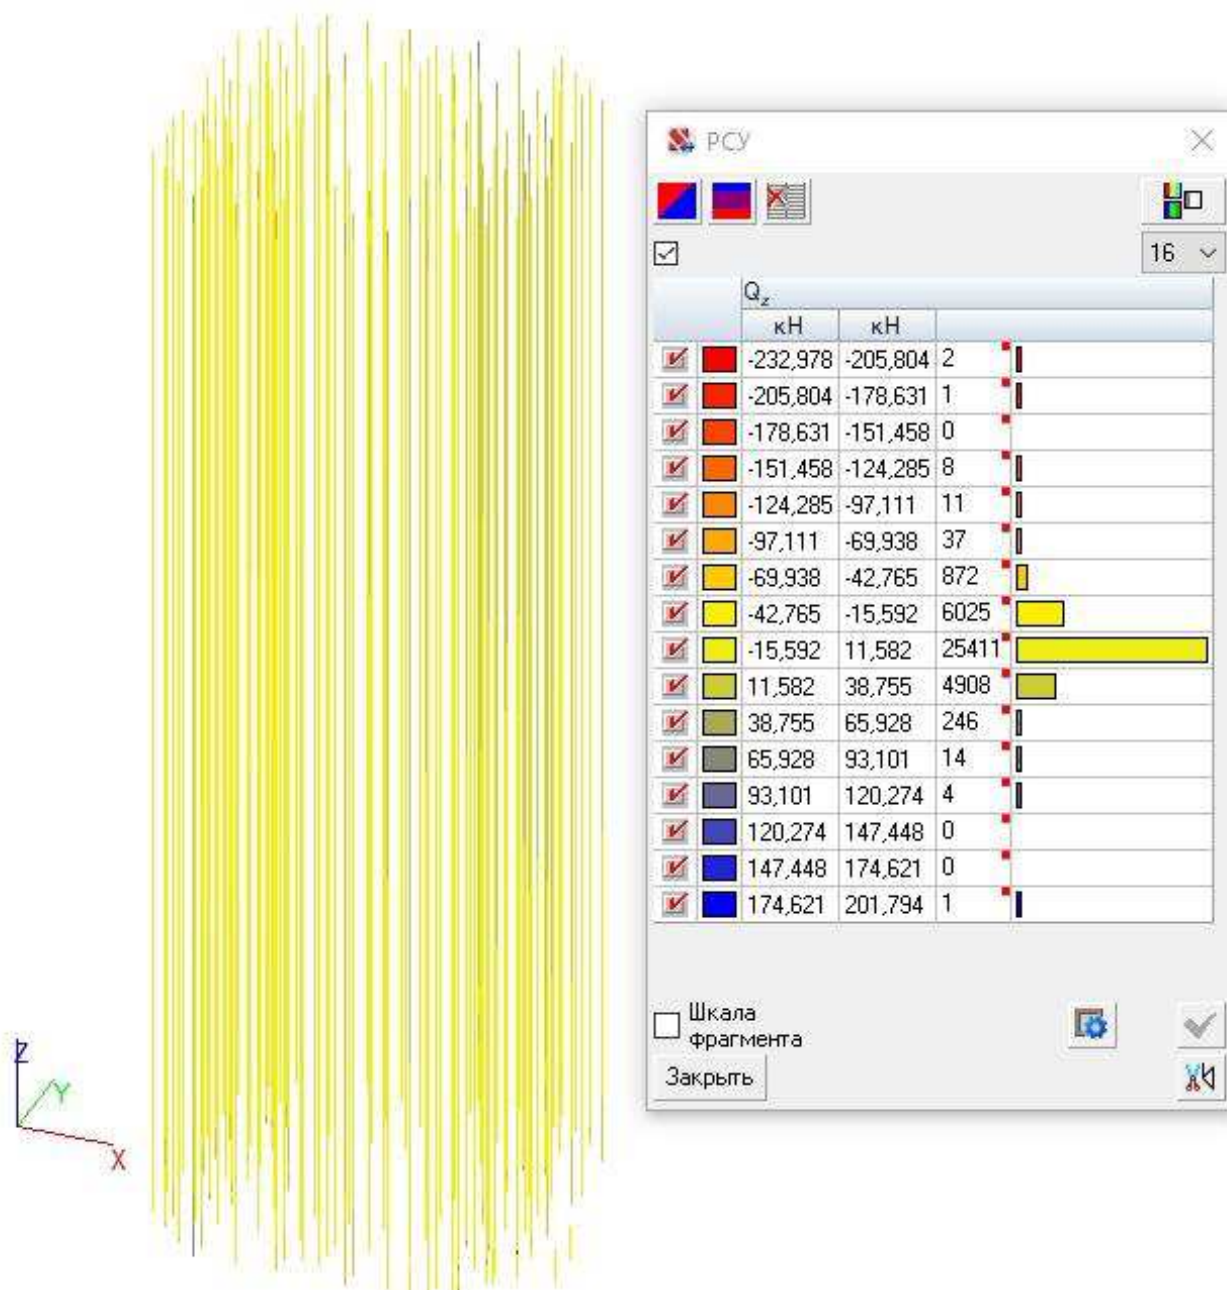 РСУ
16
Qz
кН кН
-232,978 -205,804 2
-205,804 -178,631 1
-178,631 -151,458 0
-151,458 -124,285 8
-124,285 -97,111 11
-97,111 -69,938 37
-69,938 -42,765 872
-42,765 -15,592 6025
-15,592 11,582 25411
11,582 38,755 4908
38,755 65,928 246
65,928 93,101 14
93,101 120,274 4
120,274 147,448 0
147,448 174,621 0
174,621 201,794 1
Шкала
фрагмента
Закрыть
Z
Y
X